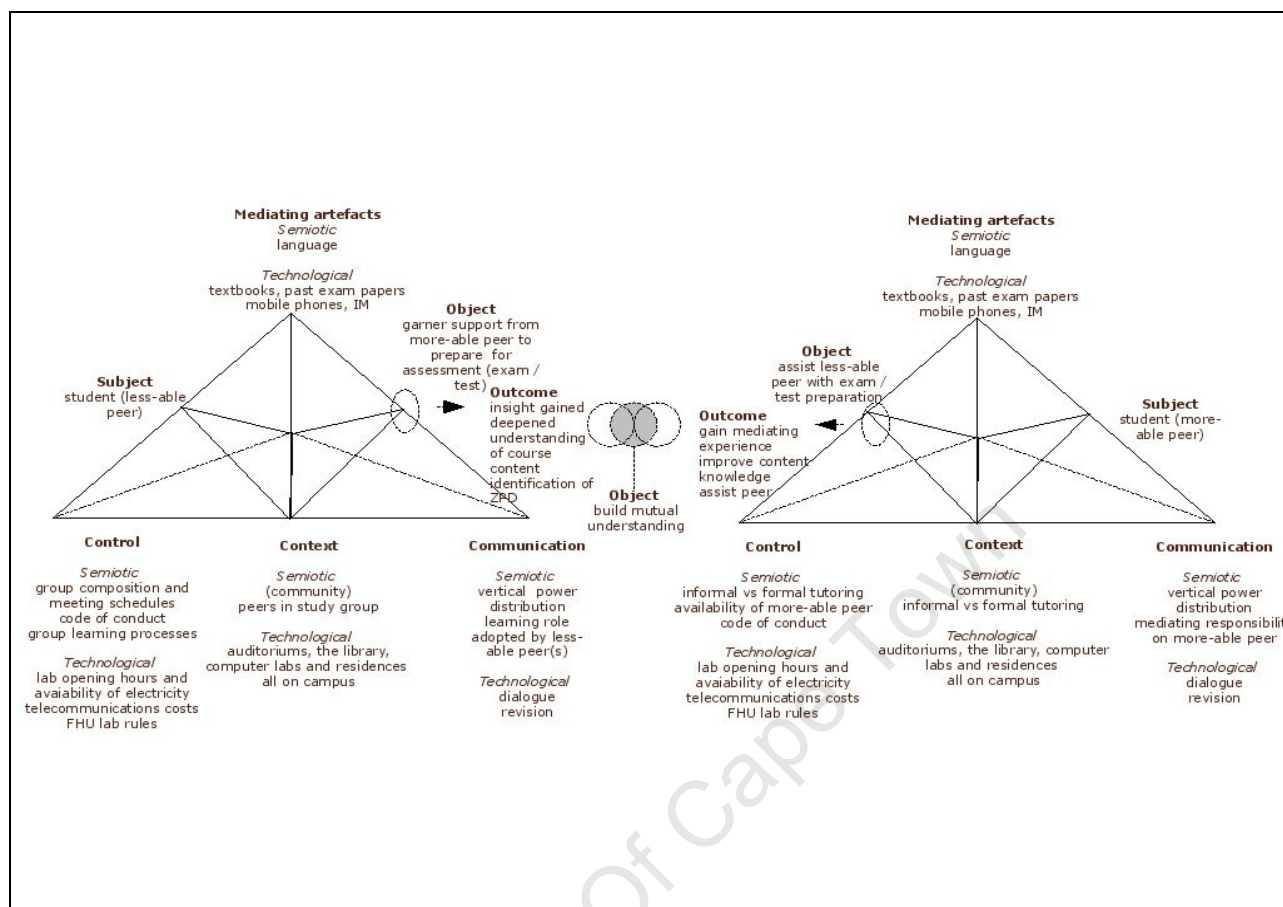 Mediating artefacts
Semiotic
language
Technological
textbooks, past exam papers
mobile phones, IM
Object
garner support from
more-able peer to
prepare for
assessment (exam /
test)
Subject
student (less-able
peer)
Outcome
insight gained
deepened
understanding
of course
content
identification of
ZPD
Control
Semiotic
group composition and
meeting schedules
code of conduct
group learning processes
Technological
lab opening hours and
avaiability of electricity
telecommunications costs
FHU lab rules
Context
Semiotic
(community)
peers in study group
Technological
auditoriums, the library,
computer labs and residences
all on campus
Communication
Semiotic
vertical power
distribution
learning role
adopted by less-
able peer(s)
Technological
dialogue
revision
Object
build mutual
understanding
Mediating artefacts
Semiotic
language
Technological
textbooks, past exam papers
mobile phones, IM
Object
assist less-able
peer with exam /
test preparation
Outcome
gain mediating
experience
improve content
knowledge
assist peer
Subject
student (more-
able peer)
Control
Semiotic
informal vs formal tutoring
availability of more-able peer
code of conduct
Technological
lab opening hours and
avaiability of electricity
telecommunications costs
FHU lab rules
Context
Semiotic
(community)
informal vs formal tutoring
Technological
auditoriums, the library, computer
labs and residences
all on campus
Communication
Semiotic
vertical power
distribution
mediating responsibilit
on more-able peer
Technological
dialogue
revision
Of Cape Town